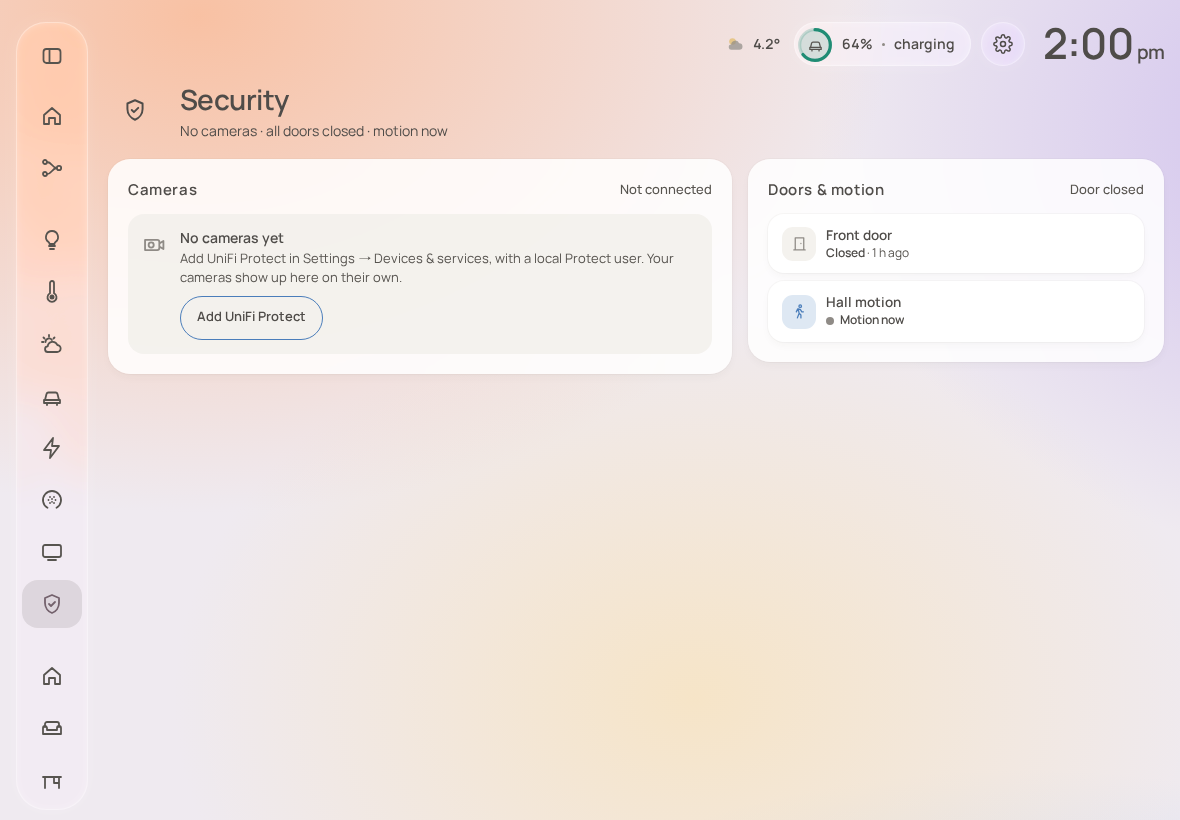 4.2°
64% · charging
2:00 pm
Security
No cameras · all doors closed · motion now
Cameras
Not connected
No cameras yet
Add UniFi Protect in Settings → Devices & services, with a local Protect user. Your
cameras show up here on their own.
Add UniFi Protect
Doors & motion
Door closed
Front door
Closed · 1 h ago
Hall motion
Motion now